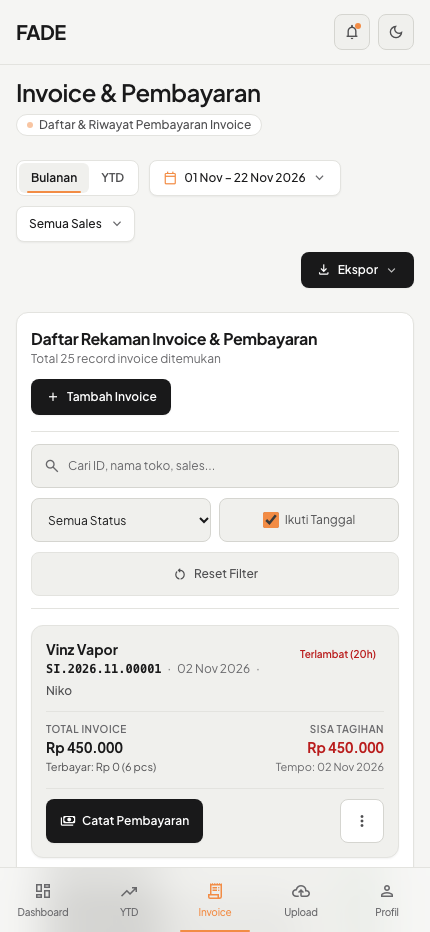 FADE
Invoice & Pembayaran
Daftar & Riwayat Pembayaran Invoice
Bulanan YTD 01 Nov – 22 Nov 2026
Semua Sales
Ekspor
Daftar Rekaman Invoice & Pembayaran
Total 25 record invoice ditemukan
Tambah Invoice
Cari ID, nama toko, sales...
Semua Status Ikuti Tanggal
Reset Filter
Vinz Vapor Terlambat (20h)
SI.2026.11.00001 · 02 Nov 2026 ·
Niko
TOTAL INVOICE SISA TAGIHAN
Rp 450.000 Rp 450.000
Terbayar: Rp 0 (6 pcs) Tempo: 02 Nov 2026
Catat Pembayaran
Dashboard YTD Invoice Upload Profil